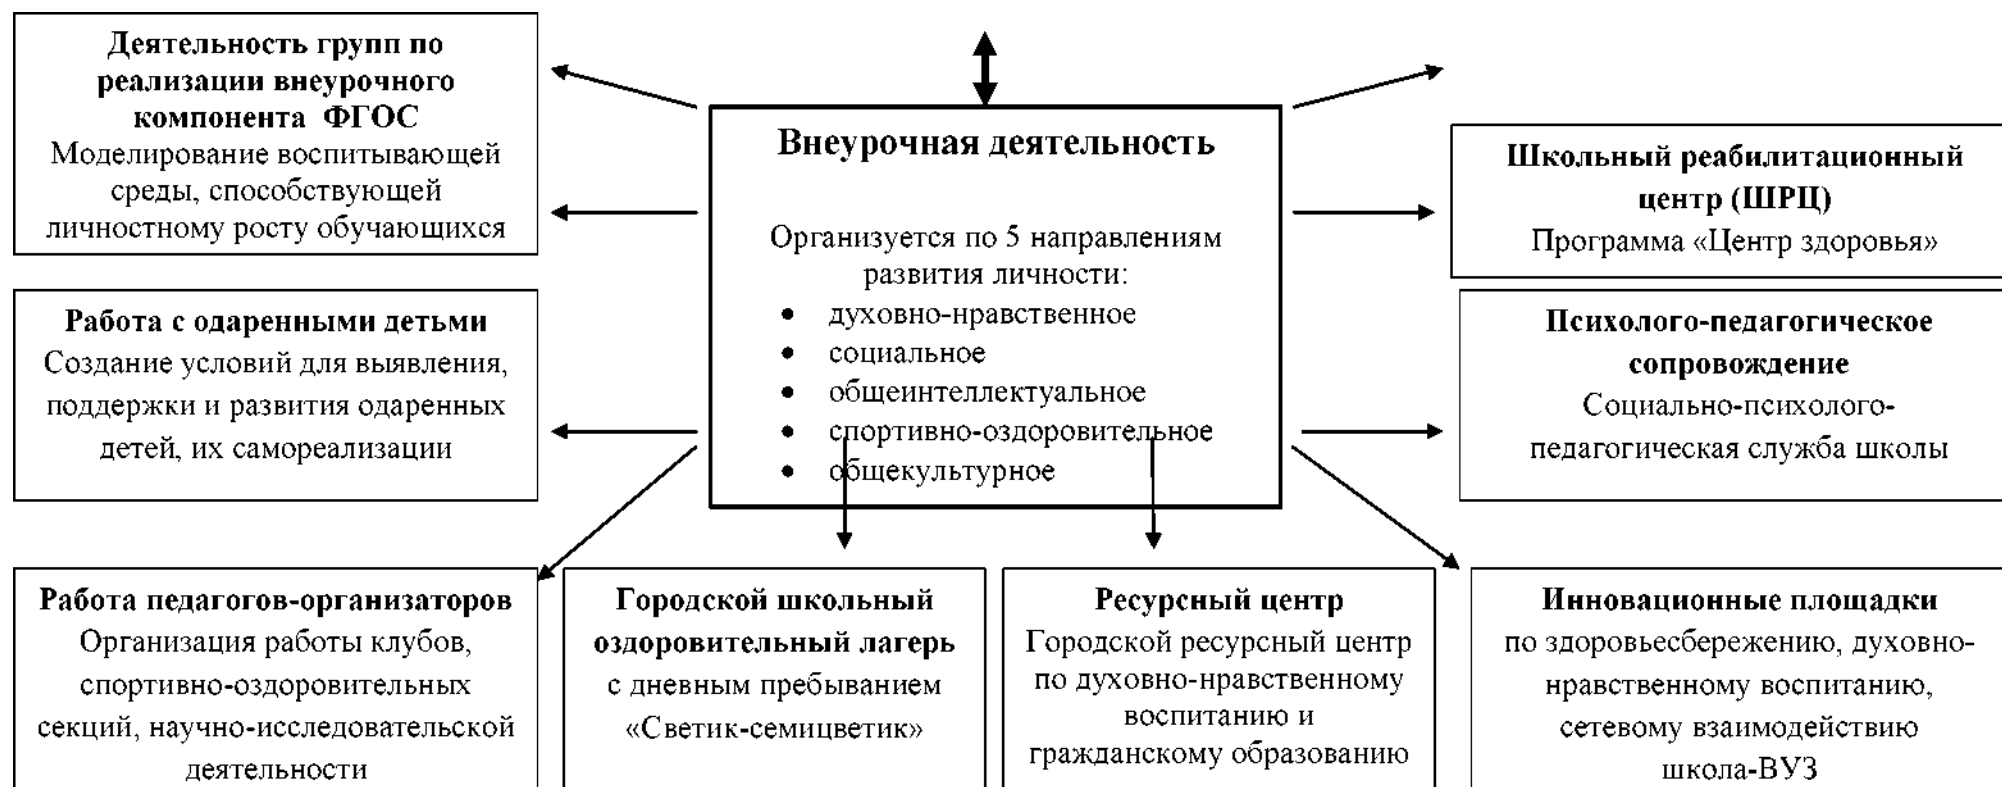 Деятельность групп по
реализации внеурочного
компонента ФГОС
Моделирование воспитывающей
среды, способствующей
личностному росту обучающихся
Внеурочная деятельность
Организуется по 5 направлениям
развития личности:
• духовно-нравственное
• социальное
• общеинтеллектуальное
• спортивно-оздоровительное
• общекультурное
Школьный реабилитационный
центр (ШРЦ)
Программа «Центр здоровья»
Работа с одаренными детьми
Создание условий для выявления,
поддержки и развития одаренных
детей, их самореализации
Психолого-педагогическое
сопровождение
Социально-психолого-
педагогическая служба школы
Работа педагогов-организаторов
Организация работы клубов,
спортивно-оздоровительных
секций, научно-исследовательской
деятельности
Городской школьный
оздоровительный лагерь
с дневным пребыванием
«Светик-семицветик»
Ресурсный центр
Городской ресурсный центр
по духовно-нравственному
воспитанию и
гражданскому образованию
Инновационные площадки
по здоровьесбережению, духовно-
нравственному воспитанию,
сетевому взаимодействию
школа-ВУЗ